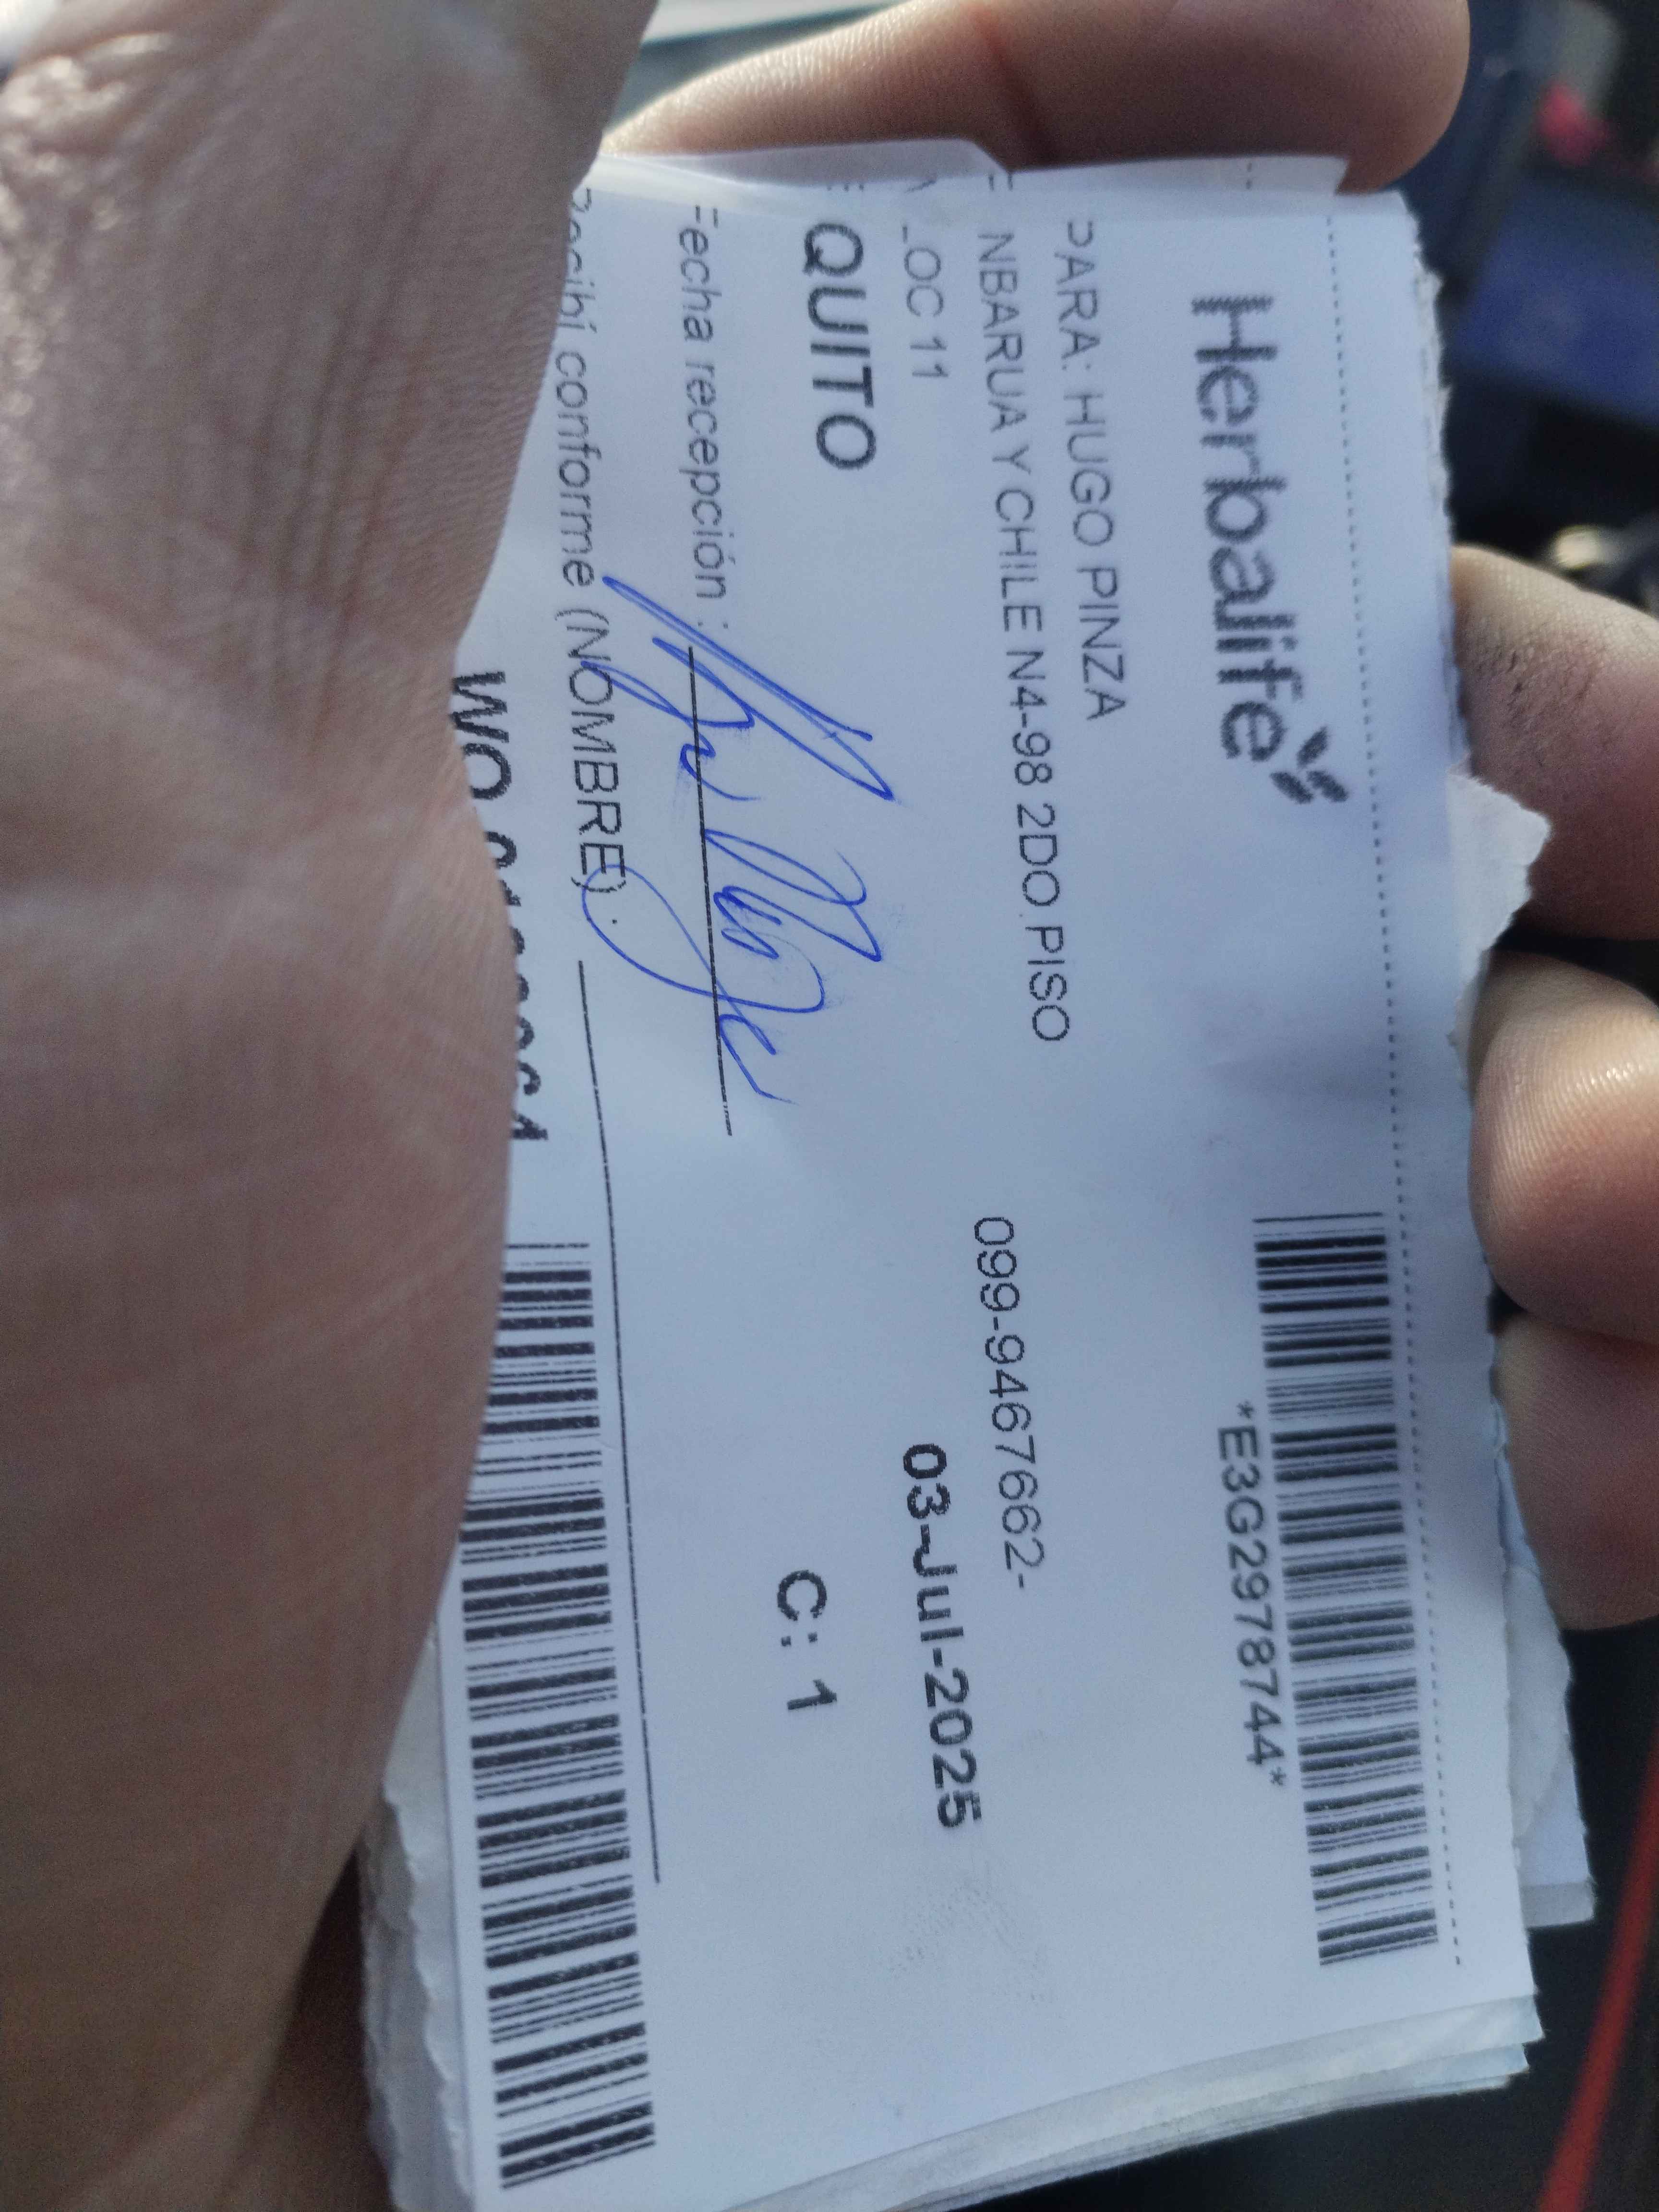 Herbalife
*E3G2978744*
PARA: HUGO PINZA
NBARUA Y CHILE N4-98 2DO PISO
099-9467662-
LOC 11
03-Jul-2025
QUITO
C: 1
Fecha recepción :
Recibí conforme (NOMBRE):